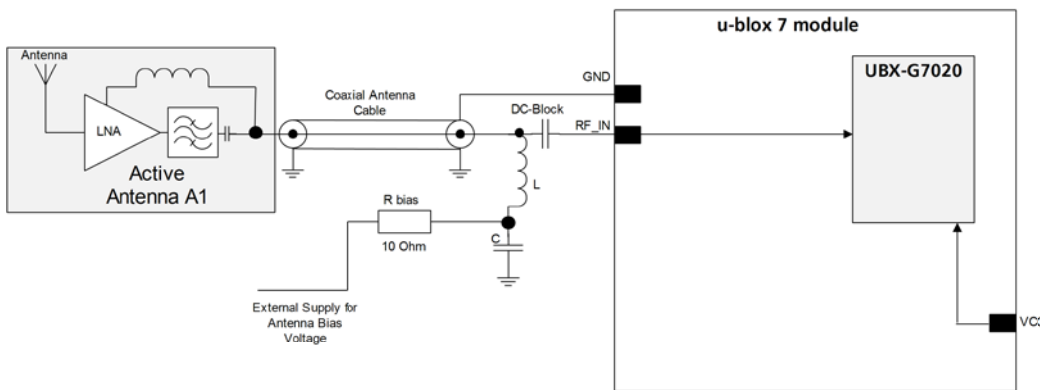 u-blox 7 module
UBX-G7020
Antenna
LNA
Active
Antenna A1
Coaxial Antenna
Cable
GND
DC-Block
RF_IN
L
R bias
10 Ohm
C
External Supply for
Antenna Bias
Voltage